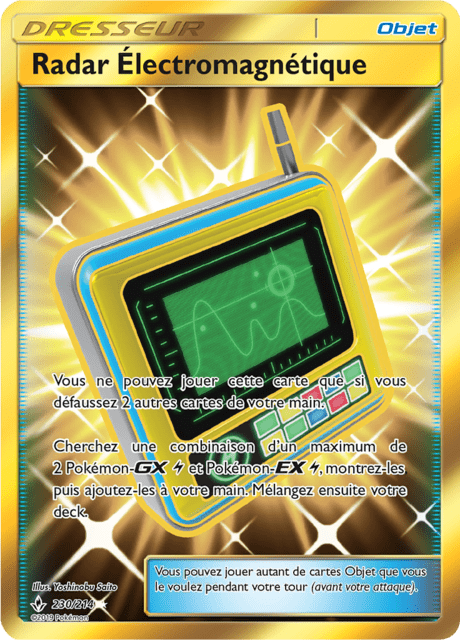 DRESSEUR
Objet
Radar Électromagnétique
Vous ne pouvez jouer cette carte que si vous
défaussez 2 autres cartes de votre main.
Cherchez une combinaison d'un maximum de
2 Pokémon-GX et Pokémon-EX, montrez-les
puis ajoutez-les à votre main. Mélangez ensuite votre
deck.
Vous pouvez jouer autant de cartes Objet que vous
le voulez pendant votre tour (avant votre attaque).
Illus. Yoshinobu Saito
230/214
©2019 Pokémon